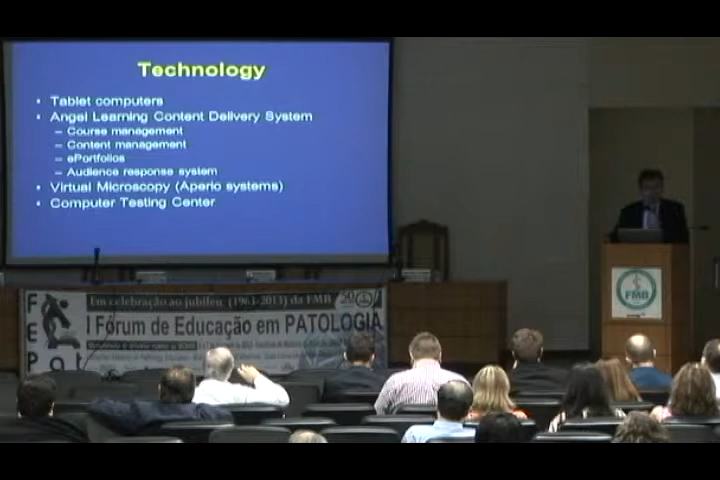 Technology
• Tablet computers
• Angel Learning Content Delivery System
– Course management
– Content management
– ePortfolios
– Audience response system
• Virtual Microscopy (Aperio systems)
• Computer Testing Center
FMB
Em celebração ao jubileu (1963-2013) da FMB
I Fórum de Educação em PATOLOGIA
F
E
Pat